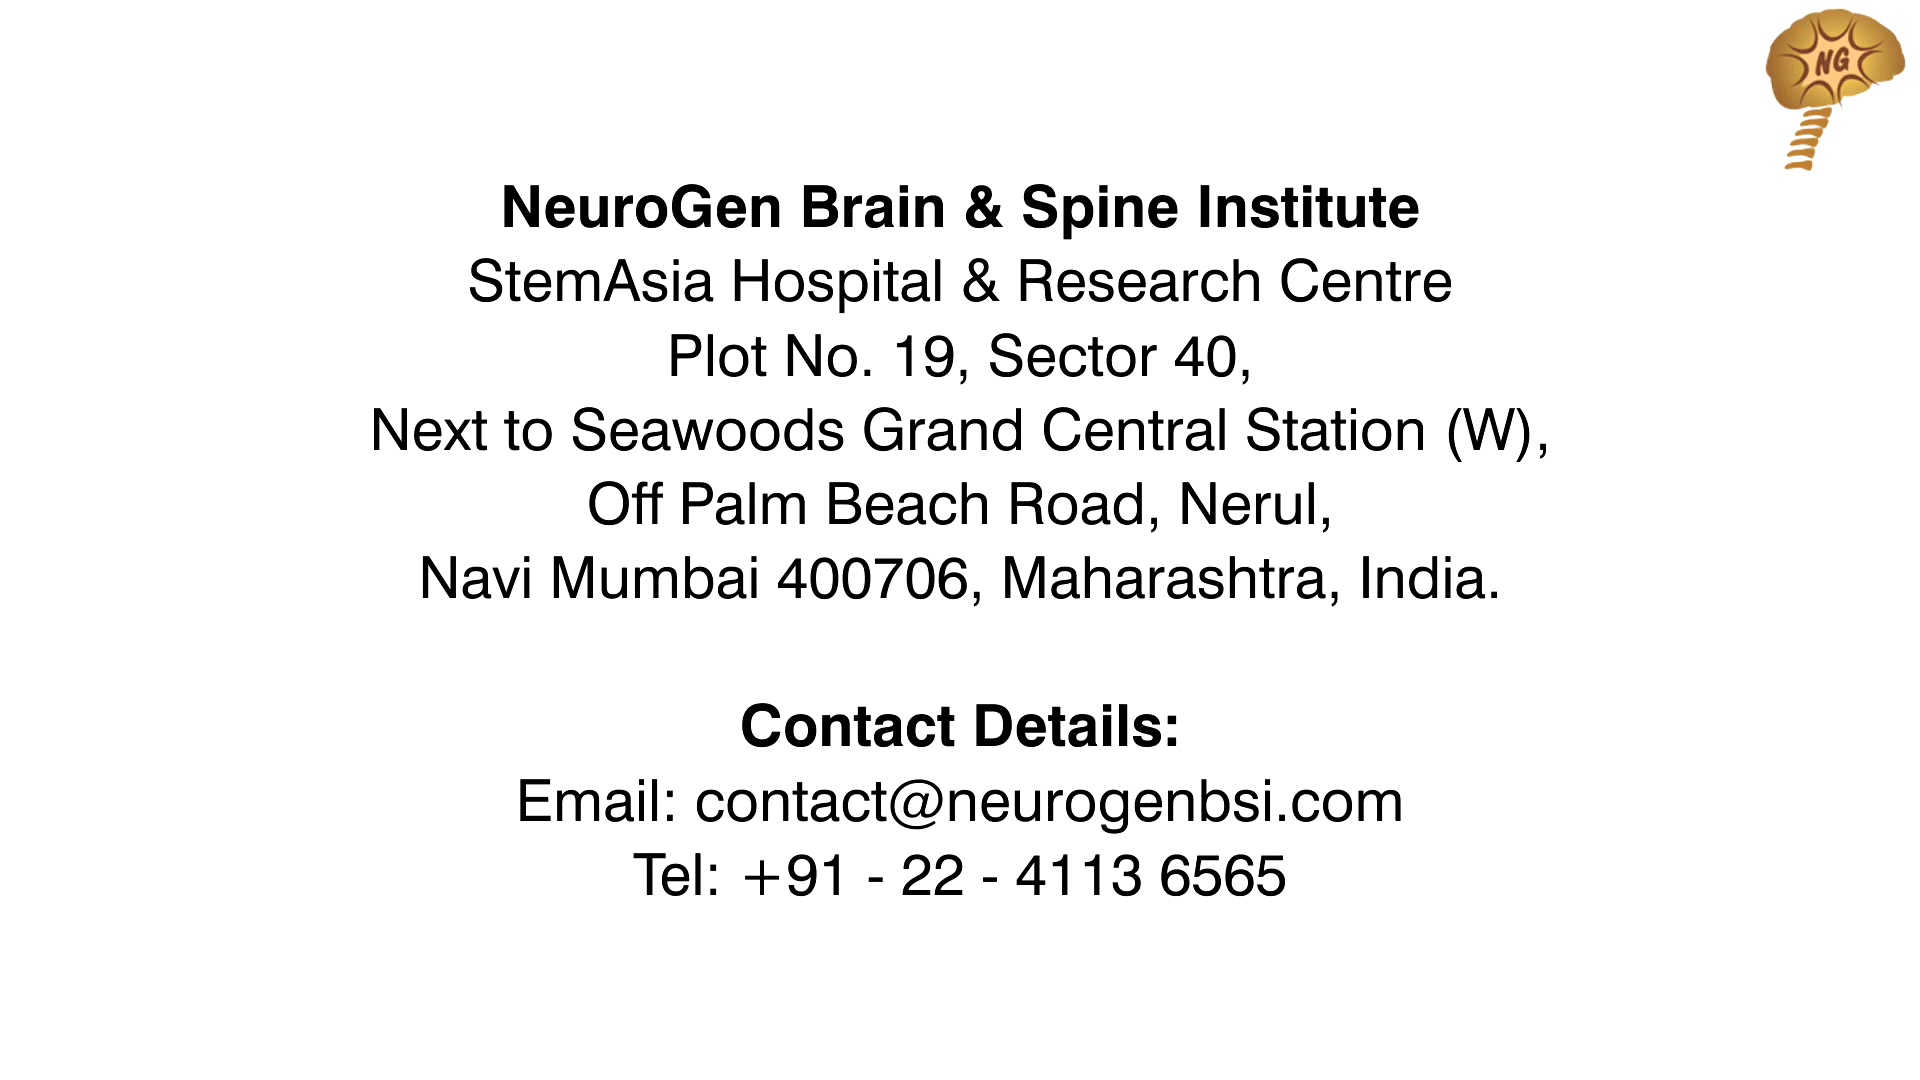 NG
NeuroGen Brain & Spine Institute
StemAsia Hospital & Research Centre
Plot No. 19, Sector 40,
Next to Seawoods Grand Central Station (W),
Off Palm Beach Road, Nerul,
Navi Mumbai 400706, Maharashtra, India.
Contact Details:
Email: contact@neurogenbsi.com
Tel: +91 - 22 - 4113 6565